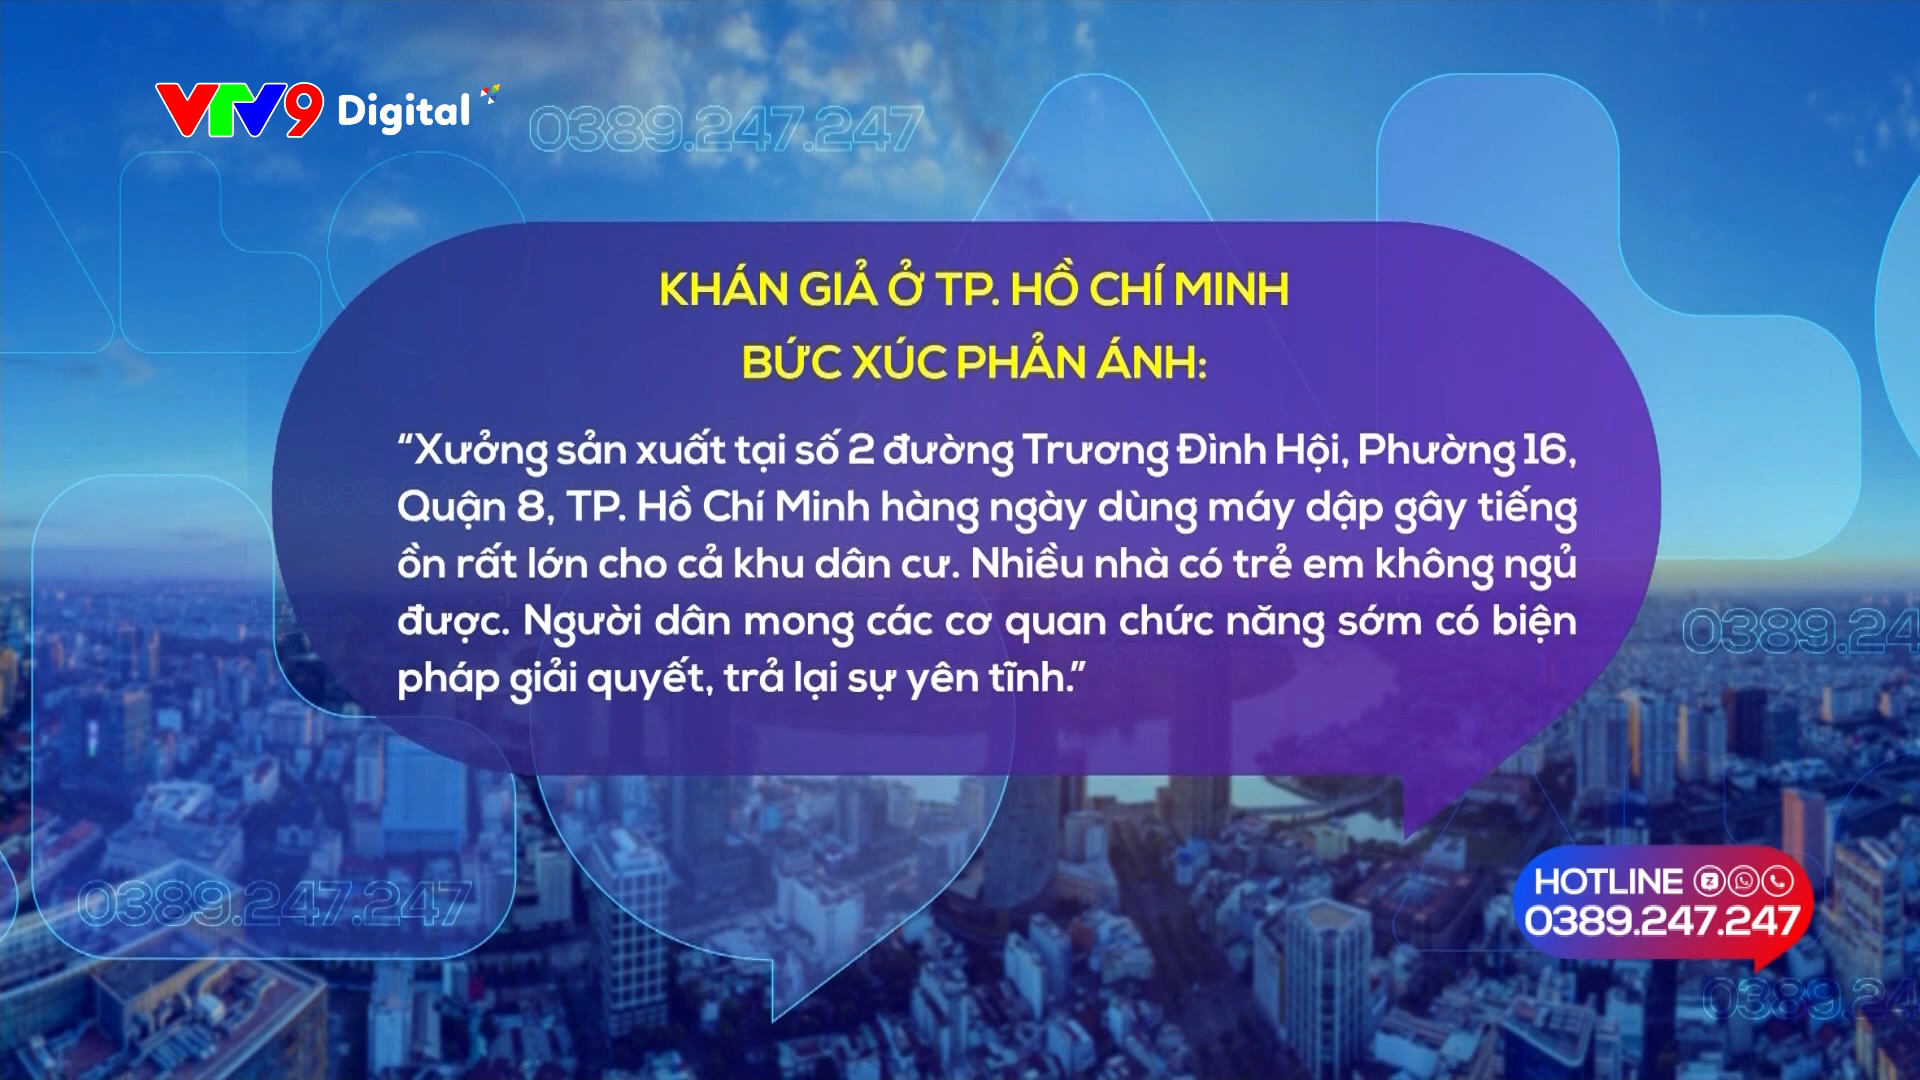 VTV9 Digital
0389.247.247
KHÁN GIẢ Ở TP. HỒ CHÍ MINH
BỨC XÚC PHẢN ÁNH:
“Xưởng sản xuất tại số 2 đường Trương Đình Hội, Phường 16,
Quận 8, TP. Hồ Chí Minh hàng ngày dùng máy dập gây tiếng
ồn rất lớn cho cả khu dân cư. Nhiều nhà có trẻ em không ngủ
được. Người dân mong các cơ quan chức năng sớm có biện
pháp giải quyết, trả lại sự yên tĩnh.”
0389.24
HOTLINE
0389.247.247
0389.247.247
0389.24